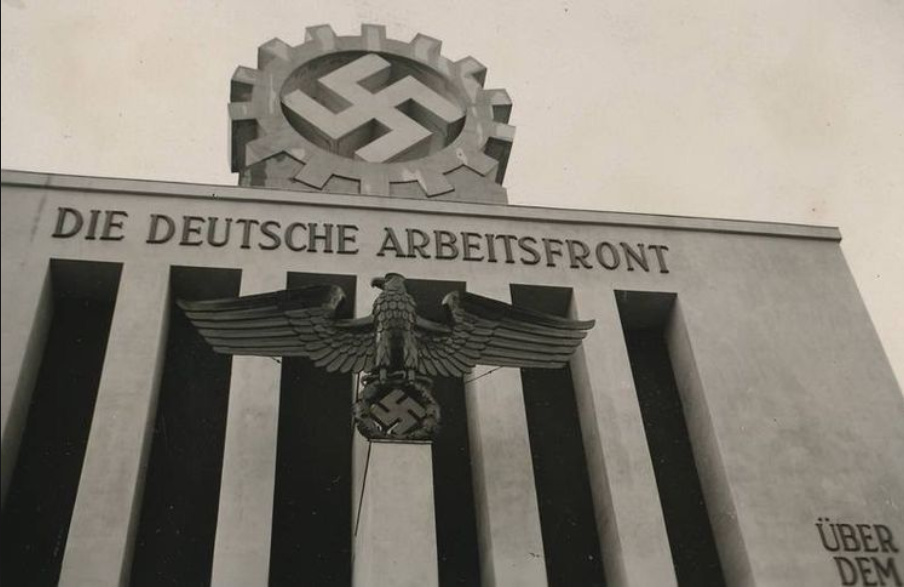 DIE DEUTSCHE ARBEITSFRONT
ÜBER
DEM